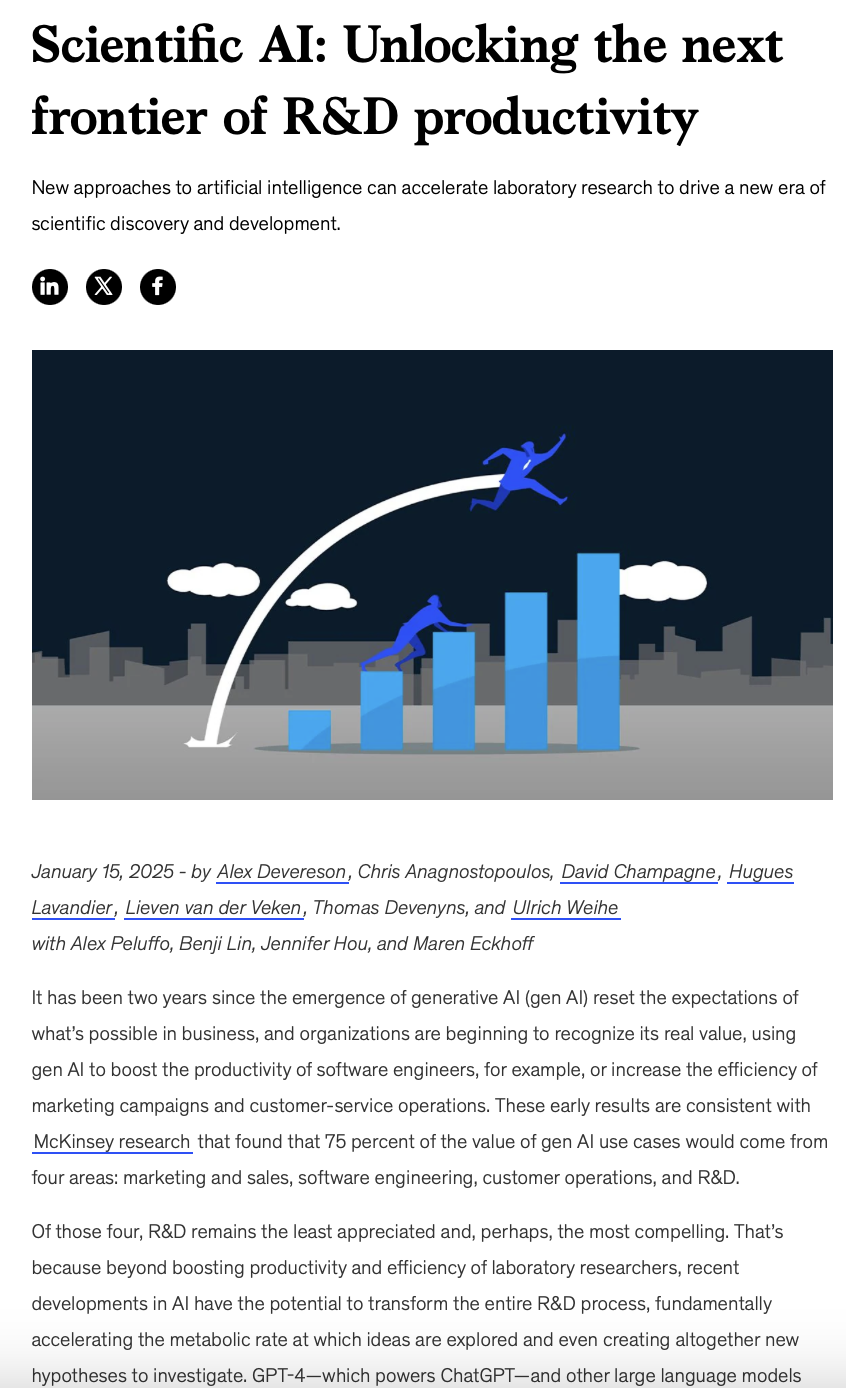 Scientific AI: Unlocking the next
frontier of R&D productivity
New approaches to artificial intelligence can accelerate laboratory research to drive a new era of
scientific discovery and development.
in X f
January 15, 2025 - by Alex Devereson, Chris Anagnostopoulos, David Champagne, Hugues
Lavandier, Lieven van der Veken, Thomas Devenyns, and Ulrich Weihe
with Alex Peluffo, Benji Lin, Jennifer Hou, and Maren Eckhoff
It has been two years since the emergence of generative AI (gen AI) reset the expectations of
what’s possible in business, and organizations are beginning to recognize its real value, using
gen AI to boost the productivity of software engineers, for example, or increase the efficiency of
marketing campaigns and customer-service operations. These early results are consistent with
McKinsey research that found that 75 percent of the value of gen AI use cases would come from
four areas: marketing and sales, software engineering, customer operations, and R&D.
Of those four, R&D remains the least appreciated and, perhaps, the most compelling. That’s
because beyond boosting productivity and efficiency of laboratory researchers, recent
developments in AI have the potential to transform the entire R&D process, fundamentally
accelerating the metabolic rate at which ideas are explored and even creating altogether new
hypotheses to investigate. GPT-4—which powers ChatGPT—and other large language models